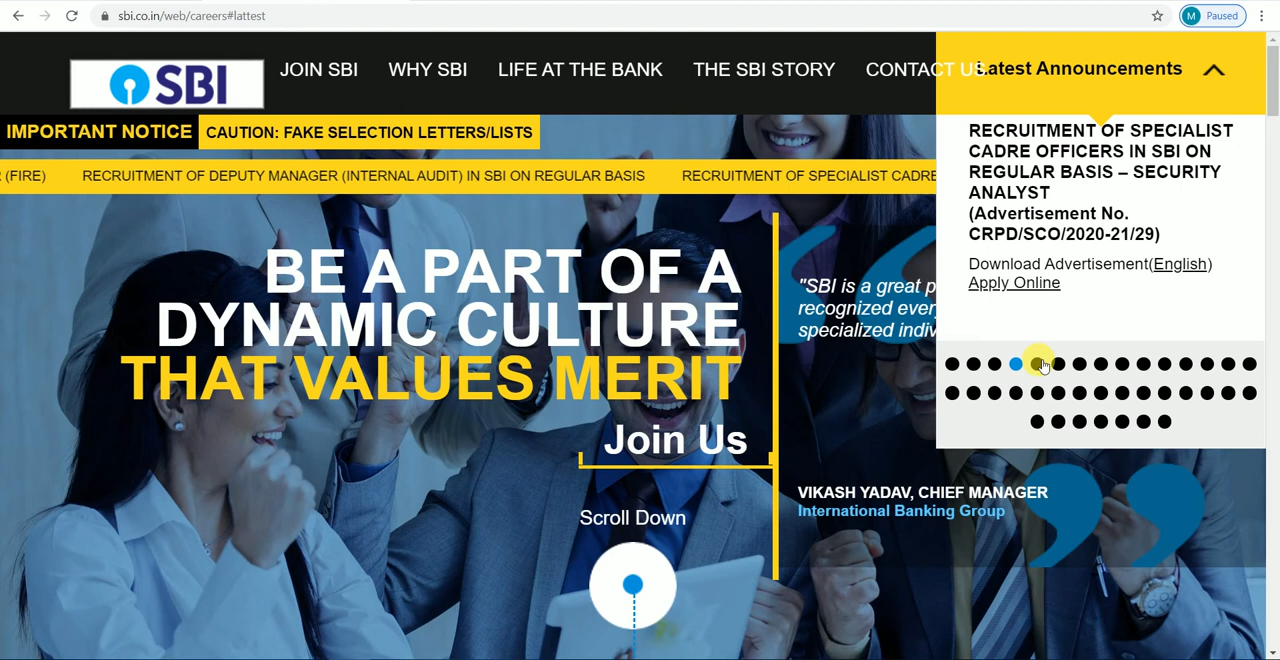 sbi.co.in/web/careers#lattest
M Paused
SBI
JOIN SBI
WHY SBI
LIFE AT THE BANK
THE SBI STORY
CONTACT US
Latest Announcements
IMPORTANT NOTICE
CAUTION: FAKE SELECTION LETTERS/LISTS
(FIRE) RECRUITMENT OF DEPUTY MANAGER (INTERNAL AUDIT) IN SBI ON REGULAR BASIS RECRUITMENT OF SPECIALIST CADRE
RECRUITMENT OF SPECIALIST
CADRE OFFICERS IN SBI ON
REGULAR BASIS – SECURITY
ANALYST
(Advertisement No.
CRPD/SCO/2020-21/29)
Download Advertisement(English)
Apply Online
BE A PART OF A
DYNAMIC CULTURE
THAT VALUES MERIT
Join Us
Scroll Down
"SBI is a great p
recognized every
specialized indiv
VIKASH YADAV, CHIEF MANAGER
International Banking Group